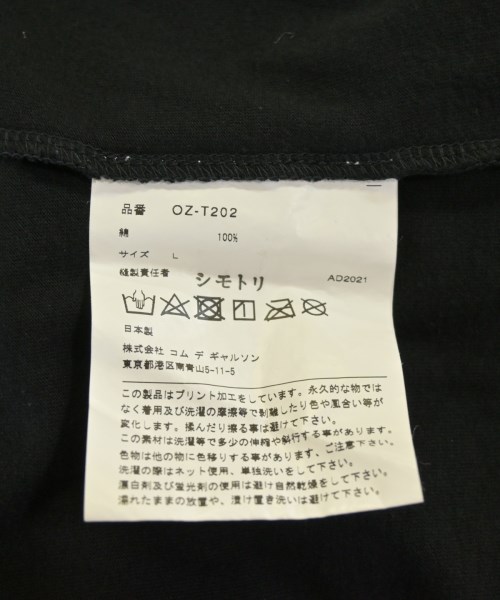 品番 OZ-T202
綿 100%
サイズ L
縫製責任者 シモトリ AD2021
日本製
株式会社 コム デ ギャルソン
東京都港区南青山5-11-5
この製品はプリント加工をしています。永久的な物では
なく着用及び洗濯の摩擦等で剥離したり色や風合い等が
変化します。揉んだり擦る事は避けて下さい。
この素材は洗濯等で多少の伸縮や斜行する事があります。
色物は他の物に色移りする事があります、ご注意下さい。
洗濯の際はネット使用、単独洗いをして下さい。
漂白剤及び蛍光剤の使用は避け自然乾燥をして下さい。
濡れたままの放置や、漬け置き洗いは避けて下さい。